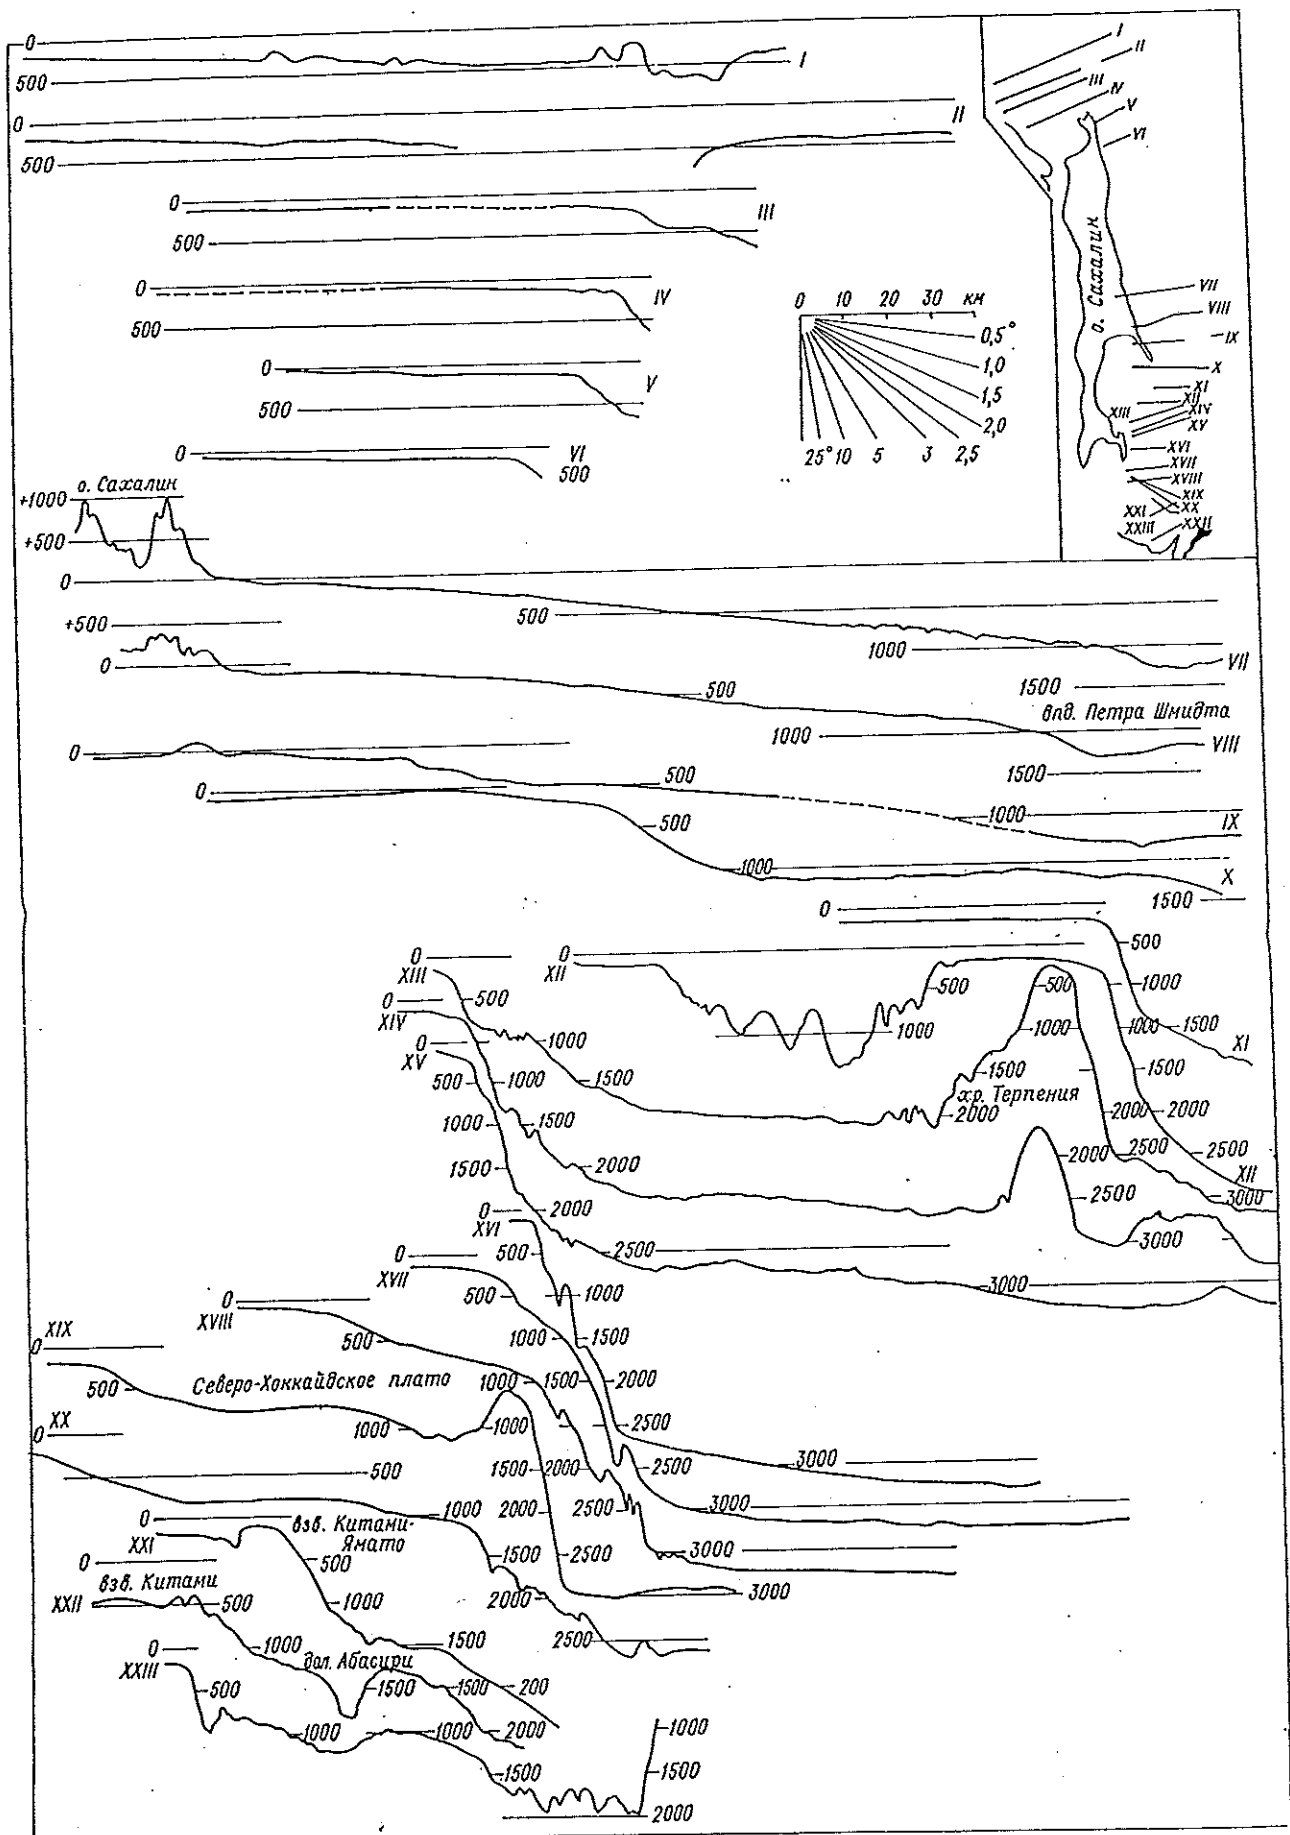 0
500
I
0
500
II
0
500
III
0
500
IV
0
500
V
0
500
VI
I
II
III
IV
V
VI
о. Сахалин
VII
VIII
IX
X
XI
XII
XIII
XIV
XV
XVI
XVII
XVIII
XIX
XX
XXI
XXII
XXIII
0 10 20 30 км
0,5°
1,0
1,5
2,0
25° 10 5 3 2,5
о. Сахалин
+1000
+500
0
500
1000
VII
+500
0
500
1500
впд. Петра Шмидта
1000
VIII
0
500
1500
1000
IX
0
500
1000
X
1500
0
500
1000
1500
XI
0
XII
1000
500
1000
1500
2000
2500
XII
0
XIII
500
1000
1500
2000
1500
1000
500
хр. Терпения
2000
2500
3000
0
XIV
1000
1500
2000
2000
2500
3000
0
XV
500
1000
1500
2000
2500
3000
0
XVI
500
1000
1500
2000
2500
3000
0
XVII
500
1000
1500
2000
2500
3000
0
XVIII
500
1000
1500
2000
2500
3000
XIX
0
500
Северо-Хоккайдское плато
1000
1000
1500
2000
2500
3000
XX
0
500
1000
1500
2000
2500
0
XXI
взв. Китами-
Ямато
500
1000
1500
200
0
взв. Китами
XXII
500
1000
дол. Абасири
1500
1500
2000
0
XXIII
500
1000
1000
1500
2000
1500
1000